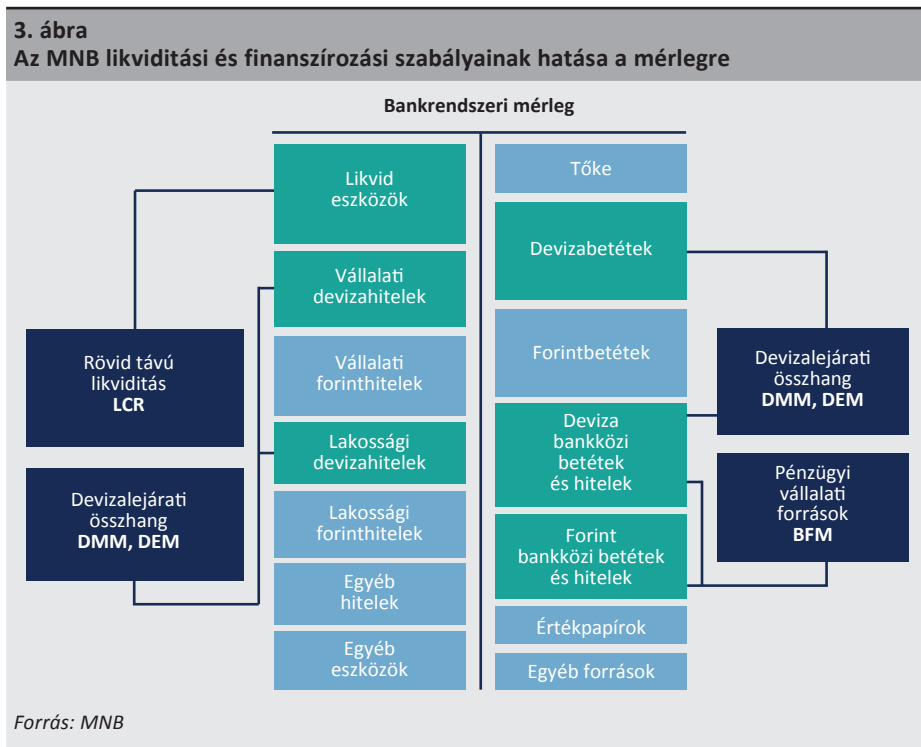 3. ábra
Az MNB likviditási és finanszírozási szabályainak hatása a mérlegre
Bankrendszeri mérleg
Rövid távú
likviditás
LCR
Devizalejárati
összhang
DMM, DEM
Likvid
eszközök
Vállalati
devizahitelek
Vállalati
forinthitelek
Lakossági
devizahitelek
Lakossági
forinthitelek
Egyéb
hitelek
Egyéb
eszközök
Tőke
Devizabetétek
Forintbetétek
Deviza
bankközi
betétek
és hitelek
Forint
bankközi betétek
és hitelek
Értékpapírok
Egyéb források
Devizalejárati
összhang
DMM, DEM
Pénzügyi
vállalati
források
BFM
Forrás: MNB